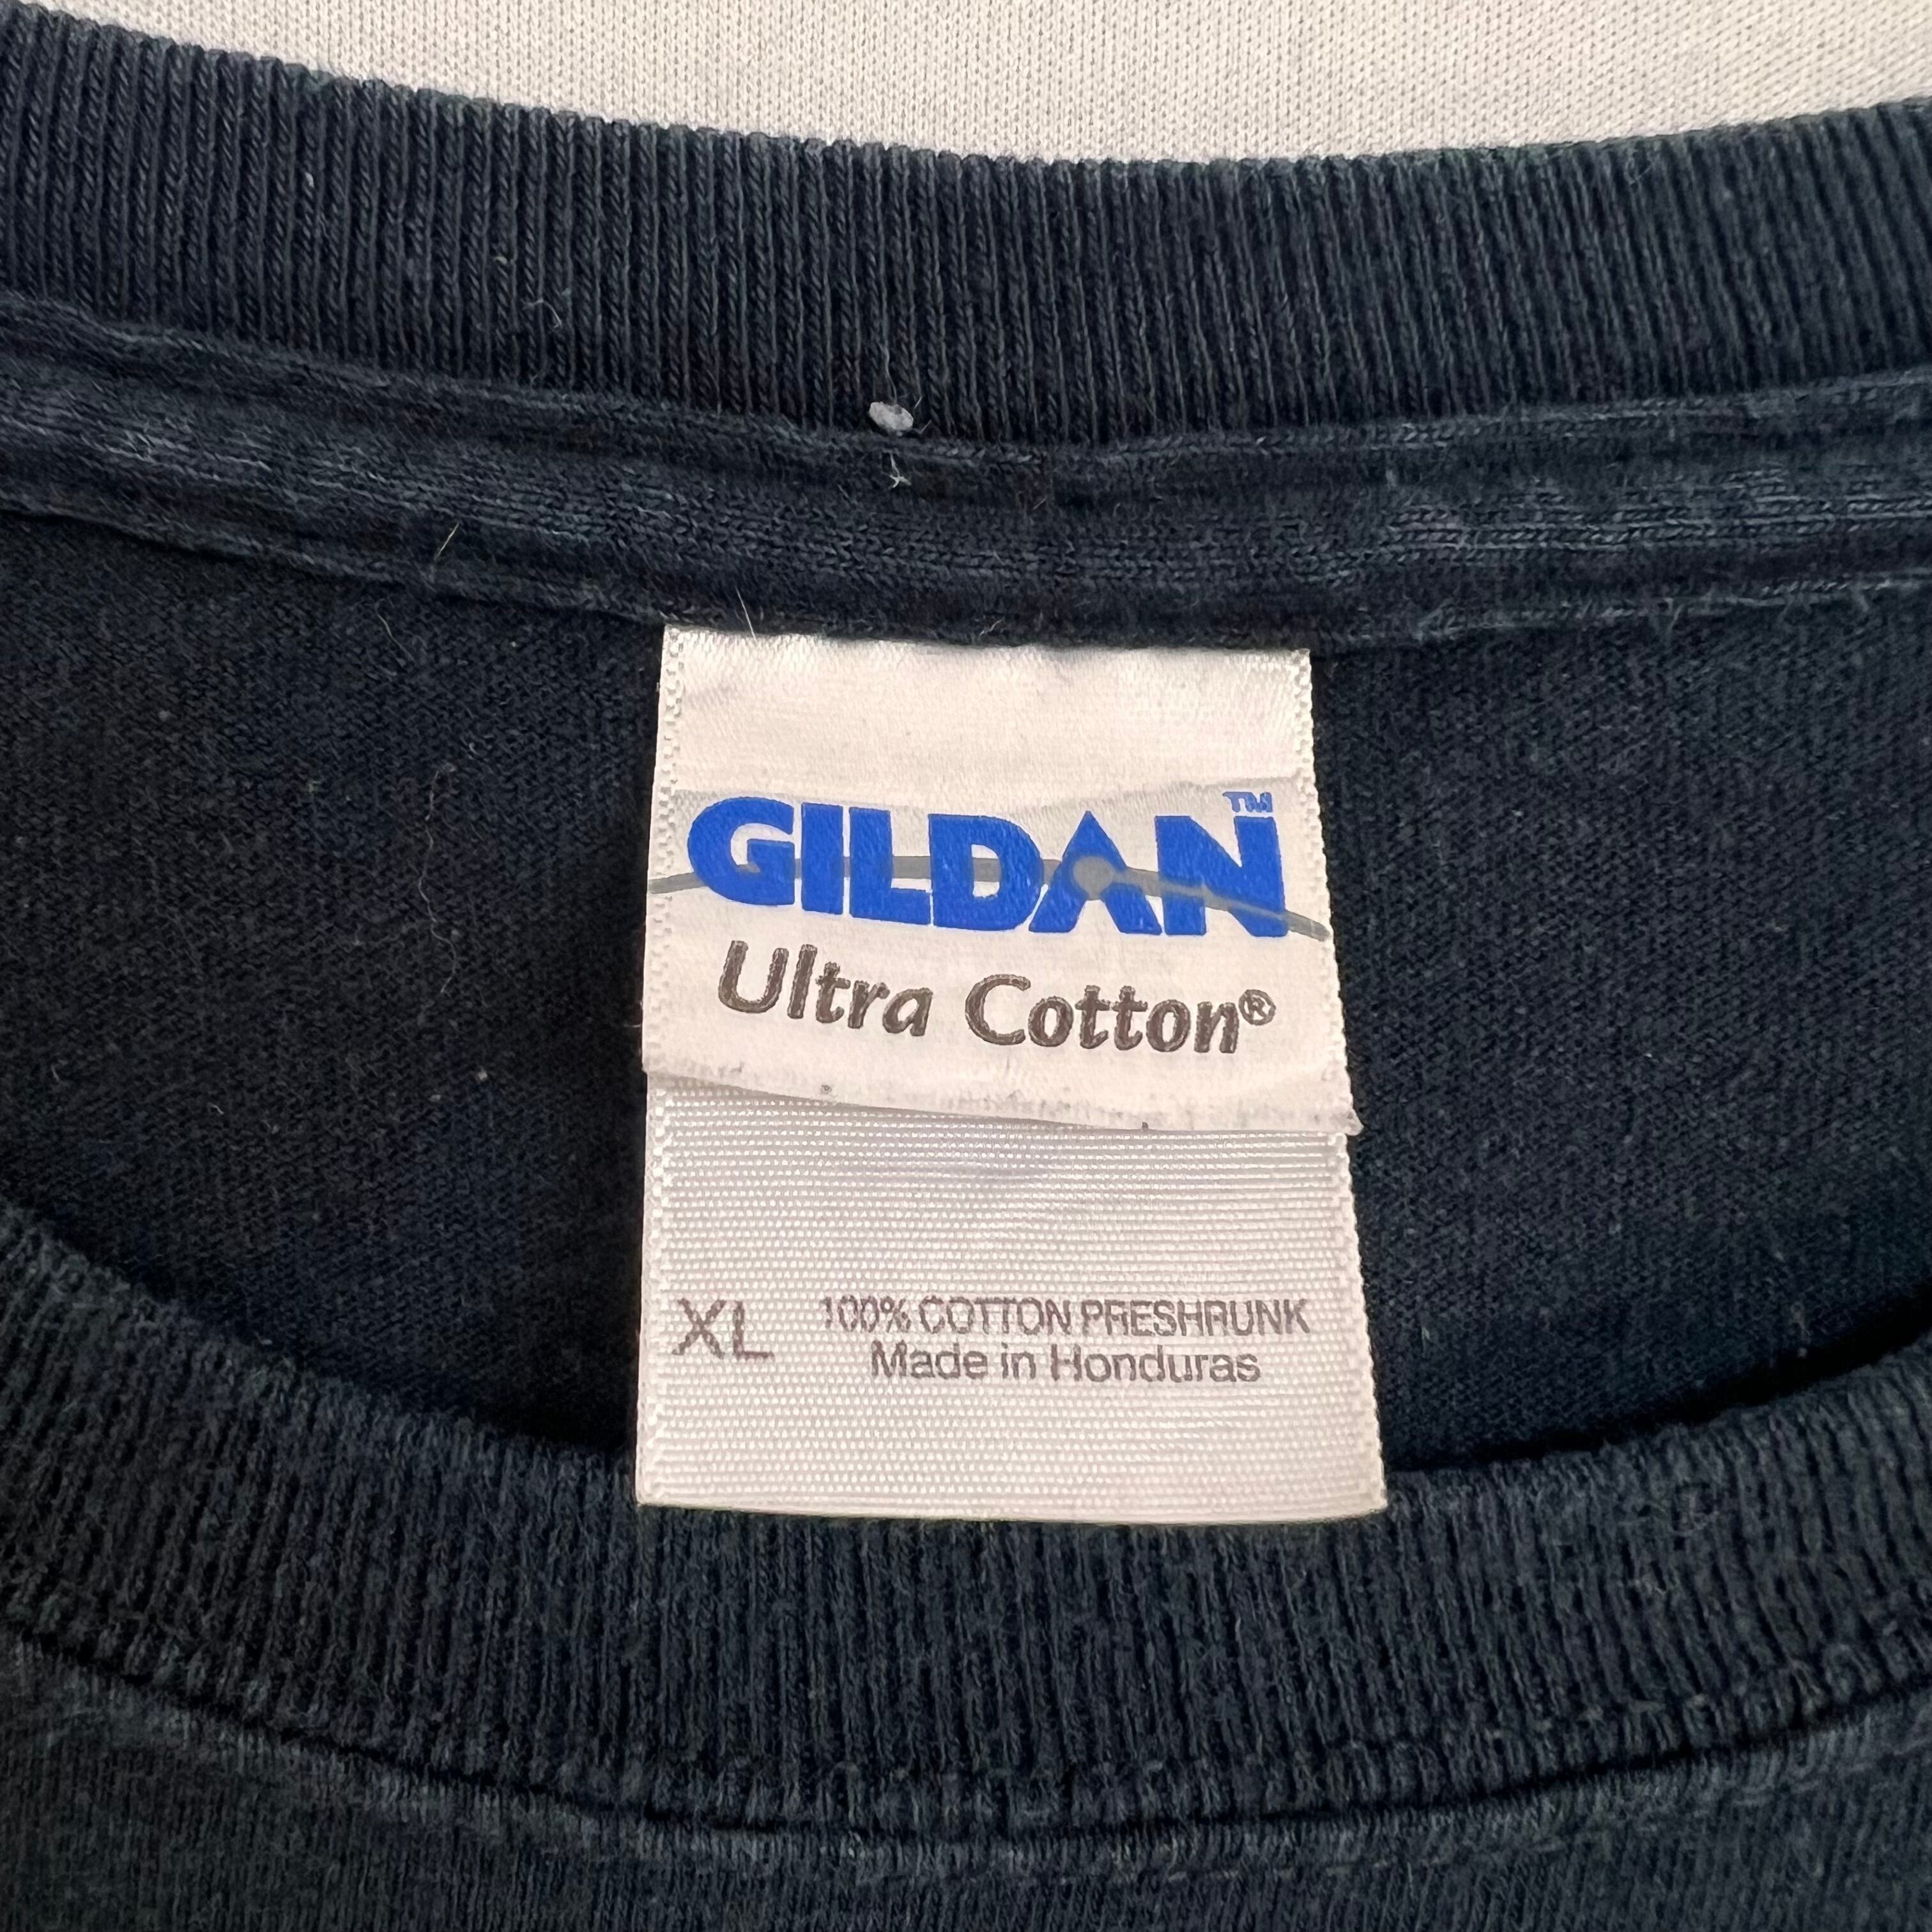 GILDAN™
Ultra Cotton®
XL 100% COTTON PRESHRUNK
Made in Honduras